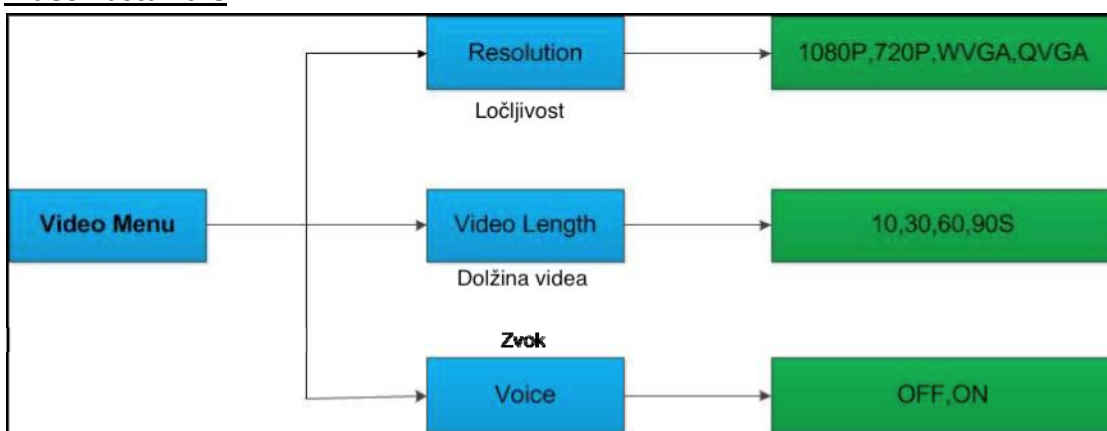 Resolution
1080P,720P,WVGA,QVGA
Ločljivost
Video Menu
Video Length
10,30,60,90S
Dolžina videa
Zvok
Voice
OFF,ON